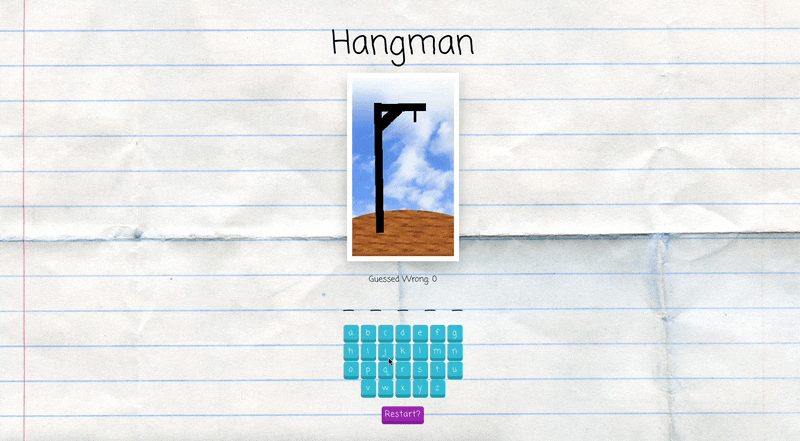 Hangman
Guessed Wrong: 0
_ _ _ _ _
a b c d e f g
h i j k l m n
o p q r s t u
v w x y z
Restart?